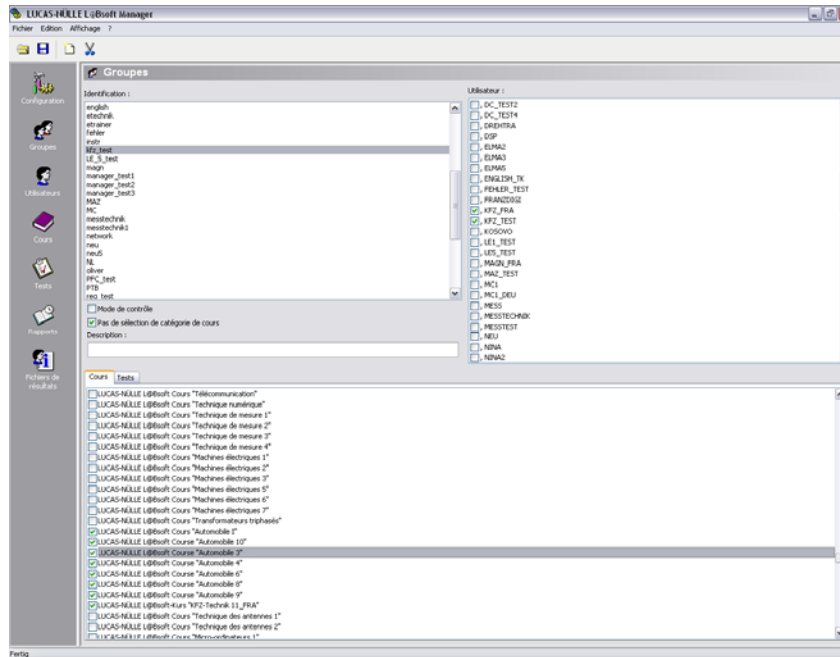 LUCAS-NÜLLE L@Bsoft Manager
Fichier Edition Affichage ?
Configuration
Groupes
Utilisateurs
Cours
Tests
Rapports
Fichiers de résultats
Groupes
Identification :
english
etechnik
etrainer
fehler
instr
kfz_test
LE_5_test
magn
manager_test1
manager_test2
manager_test3
MAZ
MC
messtechnik
messtechnik1
network
neu
neu5
NL
oliver
PFC_test
PTB
reg_test
Mode de contrôle
Pas de sélection de catégorie de cours
Description :
Utilisateur :
, DC_TEST2
, DC_TEST4
, DREHTRA
, DSP
, ELMA2
, ELMA3
, ELMA5
, ENGLISH_TK
, FEHLER_TEST
, FRANZDIGI
, KFZ_FRA
, KFZ_TEST
, KOSOVO
, LE1_TEST
, LE5_TEST
, MAGN_FRA
, MAZ_TEST
, MC1
, MC1_DEU
, MESS
, MESSTECHNIK
, MESSTEST
, NEU
, NINA
, NINA2
Cours Tests
LUCAS-NÜLLE L@Bsoft Cours "Télécommunication"
LUCAS-NÜLLE L@Bsoft Cours "Technique numérique"
LUCAS-NÜLLE L@Bsoft Cours "Technique de mesure 1"
LUCAS-NÜLLE L@Bsoft Cours "Technique de mesure 2"
LUCAS-NÜLLE L@Bsoft Cours "Technique de mesure 3"
LUCAS-NÜLLE L@Bsoft Cours "Technique de mesure 4"
LUCAS-NÜLLE L@Bsoft Cours "Machines électriques 1"
LUCAS-NÜLLE L@Bsoft Cours "Machines électriques 2"
LUCAS-NÜLLE L@Bsoft Cours "Machines électriques 3"
LUCAS-NÜLLE L@Bsoft Cours "Machines électriques 5"
LUCAS-NÜLLE L@Bsoft Cours "Machines électriques 6"
LUCAS-NÜLLE L@Bsoft Cours "Machines électriques 7"
LUCAS-NÜLLE L@Bsoft Cours "Transformateurs triphasés"
LUCAS-NÜLLE L@Bsoft Cours "Automobile 1"
LUCAS-NÜLLE L@Bsoft Course "Automobile 10"
LUCAS-NÜLLE L@Bsoft Course "Automobile 3"
LUCAS-NÜLLE L@Bsoft Course "Automobile 4"
LUCAS-NÜLLE L@Bsoft Course "Automobile 6"
LUCAS-NÜLLE L@Bsoft Course "Automobile 8"
LUCAS-NÜLLE L@Bsoft Course "Automobile 9"
LUCAS-NÜLLE L@Bsoft-Kurs "KFZ-Technik 11_FRA"
LUCAS-NÜLLE L@Bsoft Cours "Technique des antennes 1"
LUCAS-NÜLLE L@Bsoft Cours "Technique des antennes 2"
LUCAS-NÜLLE L@Bsoft Cours "Micro-ordinateurs 1"
Fertig